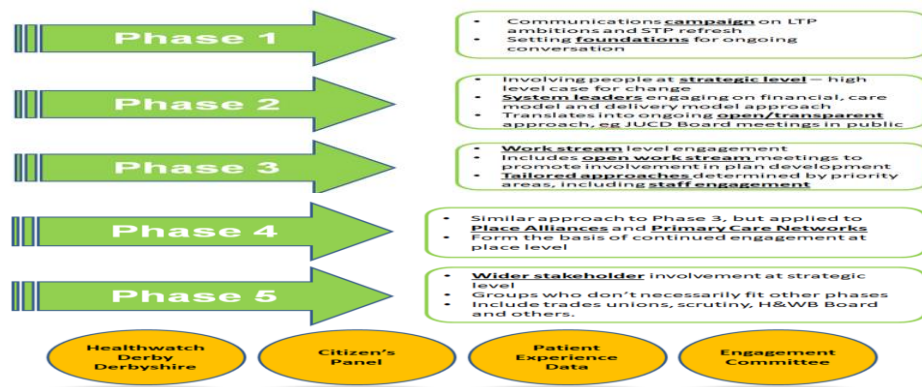 Phase 1
• Communications campaign on LTP
ambitions and STP refresh
• Setting foundations for ongoing
conversation
Phase 2
• Involving people at strategic level – high
level case for change
• System leaders engaging on financial, care
model and delivery model approach
• Translates into ongoing open/transparent
approach, eg JUCD Board meetings in public
Phase 3
• Work stream level engagement
• Includes open work stream meetings to
promote involvement in plan development
• Tailored approaches determined by priority
areas, including staff engagement
Phase 4
• Similar approach to Phase 3, but applied to
Place Alliances and Primary Care Networks
• Form the basis of continued engagement at
place level
Phase 5
• Wider stakeholder involvement at strategic
level
• Groups who don't necessarily fit other phases
• Include trades unions, scrutiny, H&WB Board
and others.
Healthwatch
Derby
Derbyshire
Citizen's
Panel
Patient
Experience
Data
Engagement
Committee